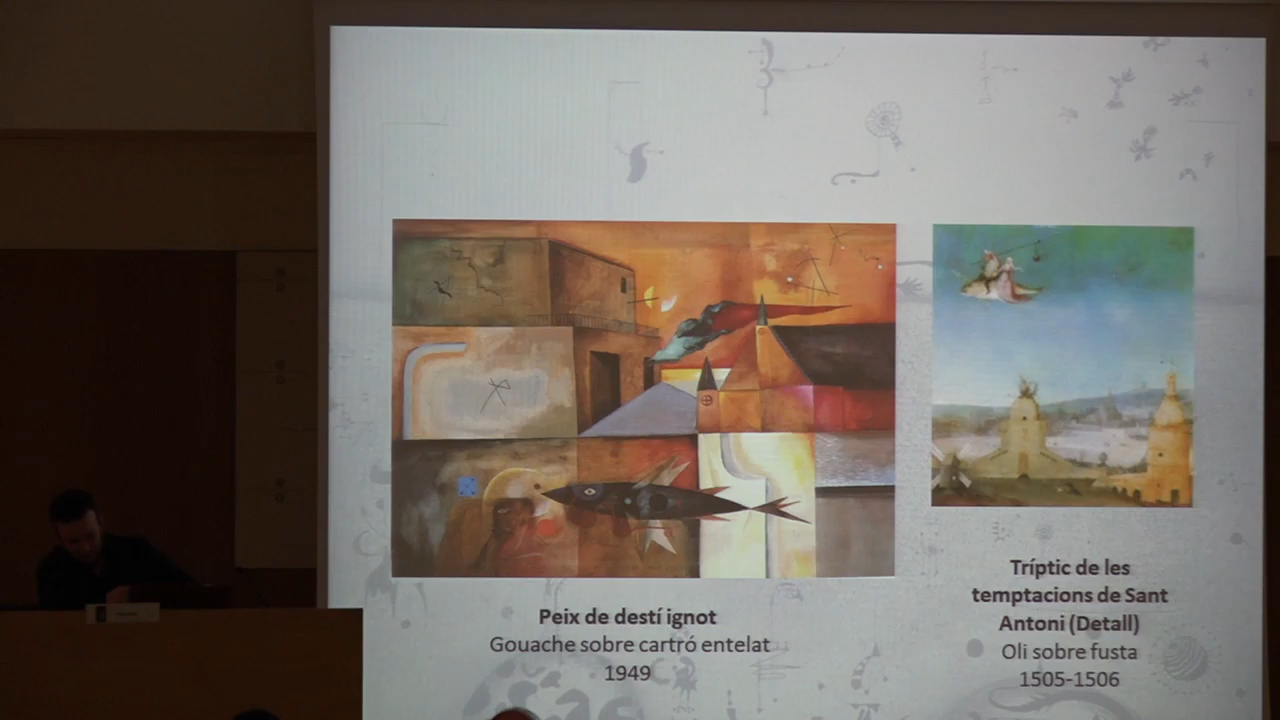 Peix de destí ignot
Gouache sobre cartró entelat
1949
Tríptic de les
temptacions de Sant
Antoni (Detall)
Oli sobre fusta
1505-1506